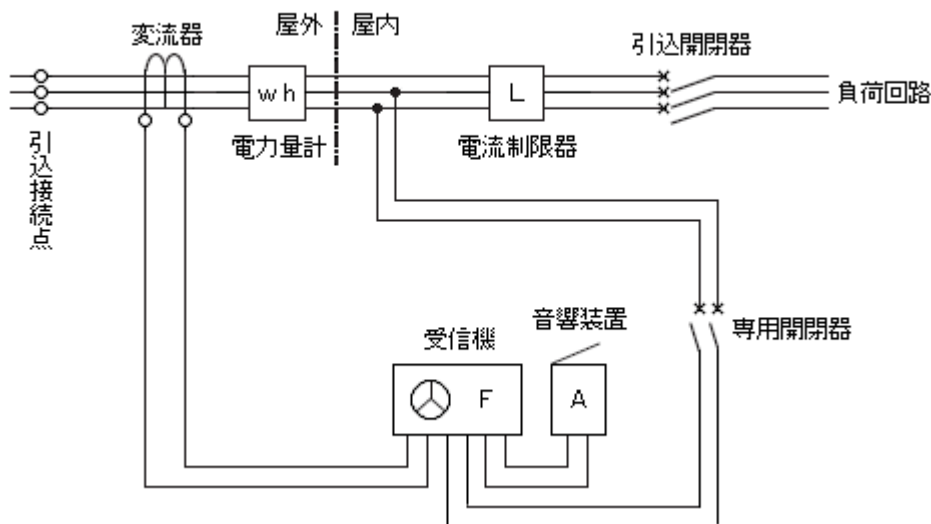 変流器
屋外
屋内
引込開閉器
wh
L
負荷回路
電力量計
電流制限器
引込接続点
音響装置
専用開閉器
受信機
F
A